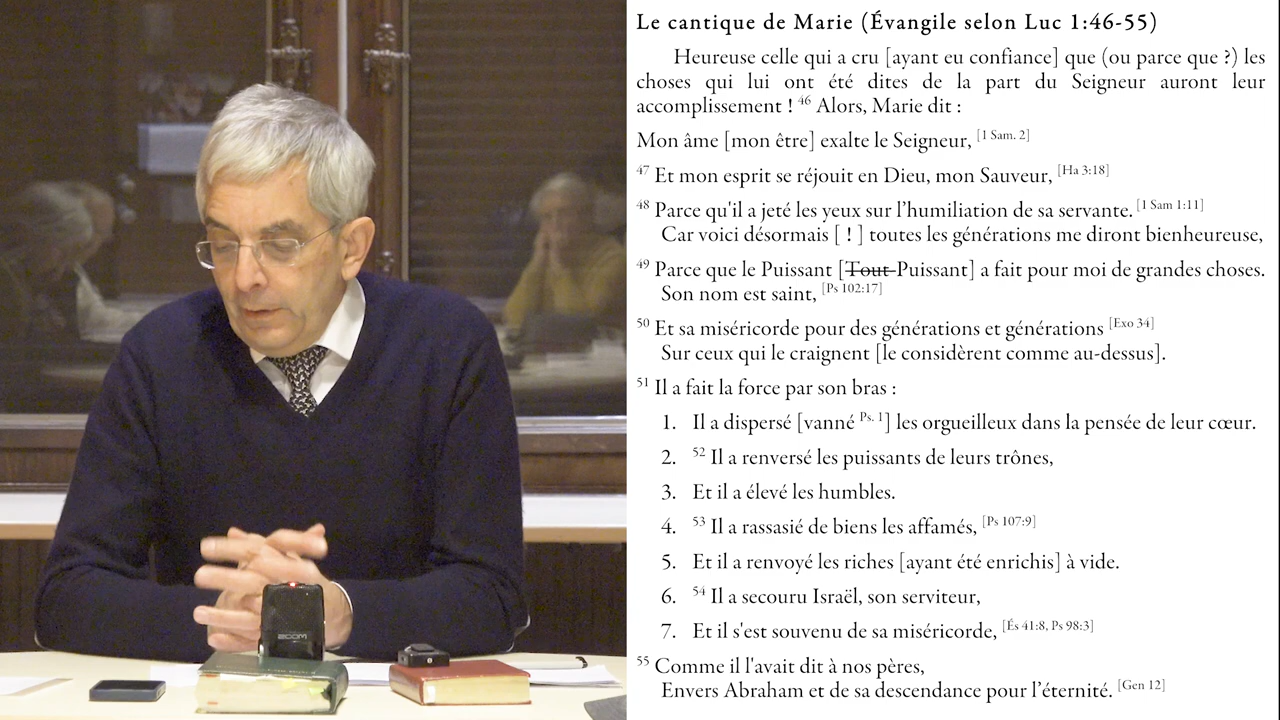 Le cantique de Marie (Évangile selon Luc 1:46-55)
Heureuse celle qui a cru [ayant eu confiance] que (ou parce que ?) les
choses qui lui ont été dites de la part du Seigneur auront leur
accomplissement ! 46 Alors, Marie dit :
Mon âme [mon être] exalte le Seigneur, [1 Sam. 2]
47 Et mon esprit se réjouit en Dieu, mon Sauveur, [Ha 3:18]
48 Parce qu'il a jeté les yeux sur l’humiliation de sa servante. [1 Sam 1:11]
Car voici désormais [ ! ] toutes les générations me diront bienheureuse,
49 Parce que le Puissant [Tout-Puissant] a fait pour moi de grandes choses.
Son nom est saint, [Ps 102:17]
50 Et sa miséricorde pour des générations et générations [Exo 34]
Sur ceux qui le craignent [le considèrent comme au-dessus].
51 Il a fait la force par son bras :
1. Il a dispersé [vanné Ps. 1] les orgueilleux dans la pensée de leur cœur.
2. 52 Il a renversé les puissants de leurs trônes,
3. Et il a élevé les humbles.
4. 53 Il a rassasié de biens les affamés, [Ps 107:9]
5. Et il a renvoyé les riches [ayant été enrichis] à vide.
6. 54 Il a secouru Israël, son serviteur,
7. Et il s'est souvenu de sa miséricorde, [És 41:8, Ps 98:3]
55 Comme il l'avait dit à nos pères,
Envers Abraham et de sa descendance pour l’éternité. [Gen 12]
zoom